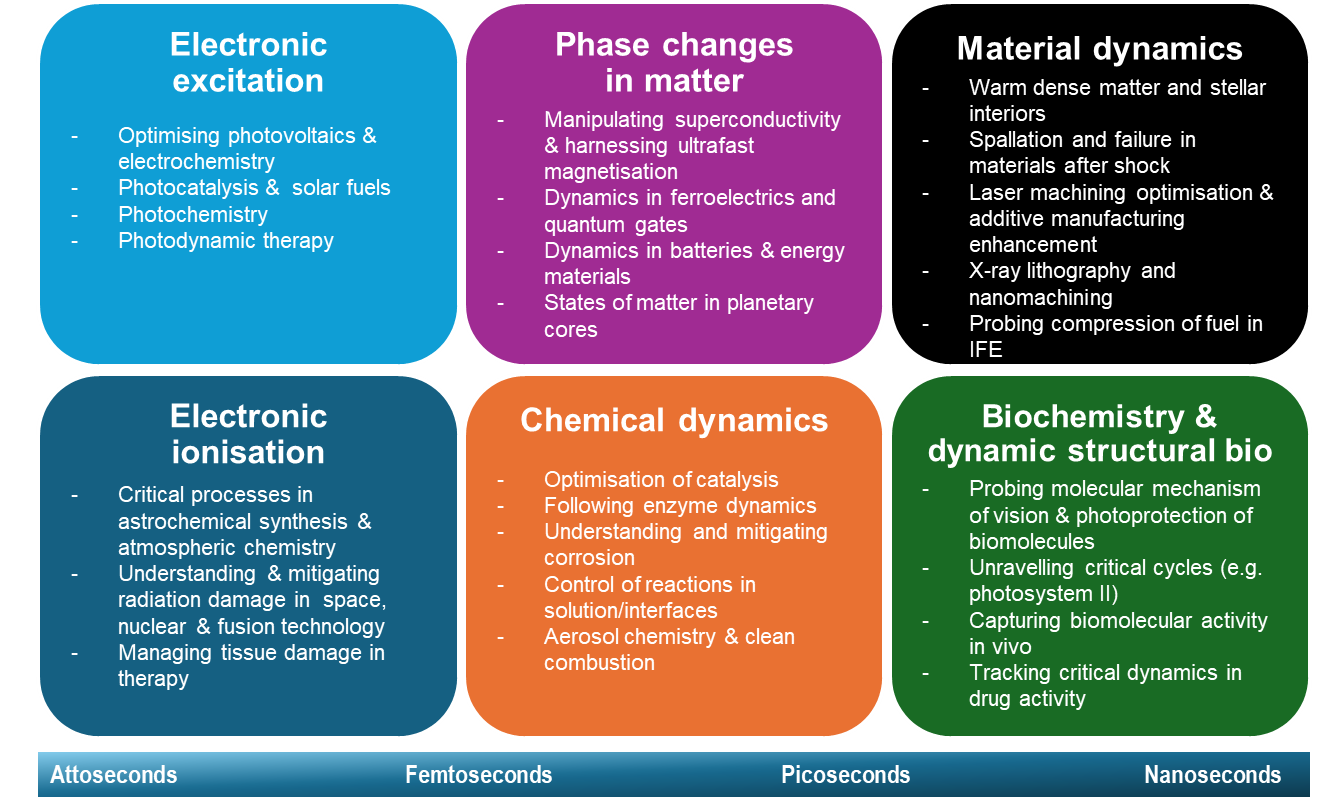 Electronic
excitation
- Optimising photovoltaics &
electrochemistry
- Photocatalysis & solar fuels
- Photochemistry
- Photodynamic therapy
Phase changes
in matter
- Manipulating superconductivity
& harnessing ultrafast
magnetisation
- Dynamics in ferroelectrics and
quantum gates
- Dynamics in batteries & energy
materials
- States of matter in planetary
cores
Material dynamics
- Warm dense matter and stellar
interiors
- Spallation and failure in
materials after shock
- Laser machining optimisation &
additive manufacturing
enhancement
- X-ray lithography and
nanomachining
- Probing compression of fuel in
IFE
Electronic
ionisation
- Critical processes in
astrochemical synthesis &
atmospheric chemistry
- Understanding & mitigating
radiation damage in space,
nuclear & fusion technology
- Managing tissue damage in
therapy
Chemical dynamics
- Optimisation of catalysis
- Following enzyme dynamics
- Understanding and mitigating
corrosion
- Control of reactions in
solution/interfaces
- Aerosol chemistry & clean
combustion
Biochemistry &
dynamic structural bio
- Probing molecular mechanism
of vision & photoprotection of
biomolecules
- Unravelling critical cycles (e.g.
photosystem II)
- Capturing biomolecular activity
in vivo
- Tracking critical dynamics in
drug activity
Attoseconds Femtoseconds Picoseconds Nanoseconds